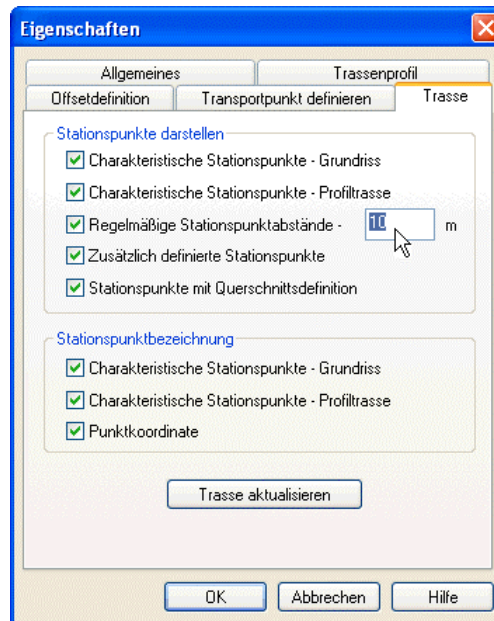 Eigenschaften
Allgemeines Trassenprofil
Offsetdefinition Transportpunkt definieren Trasse
Stationspunkte darstellen
Charakteristische Stationspunkte - Grundriss
Charakteristische Stationspunkte - Profiltrasse
Regelmäßige Stationspunktabstände - 10 m
Zusätzlich definierte Stationspunkte
Stationspunkte mit Querschnittsdefinition
Stationspunktbezeichnung
Charakteristische Stationspunkte - Grundriss
Charakteristische Stationspunkte - Profiltrasse
Punktkoordinate
Trasse aktualisieren
OK Abbrechen Hilfe